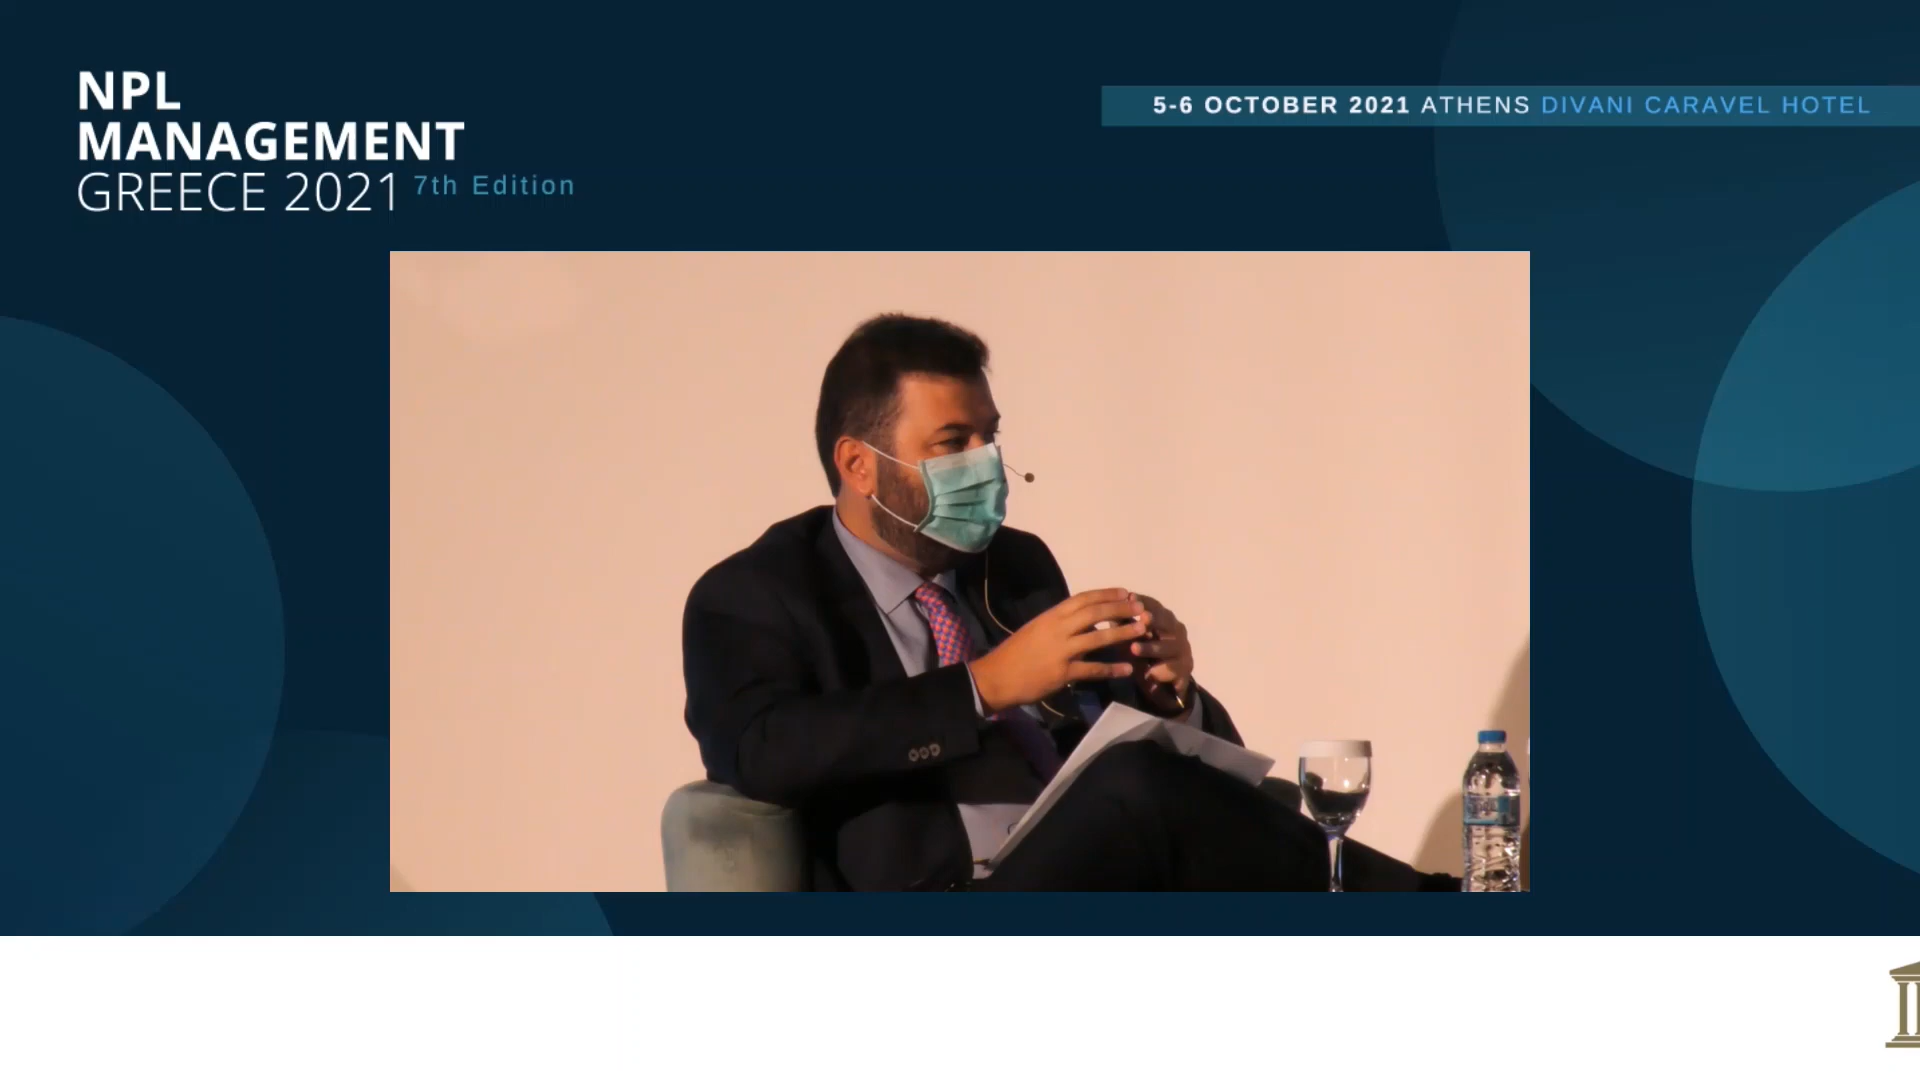 NPL
MANAGEMENT
GREECE 2021 7th Edition
5-6 OCTOBER 2021 ATHENS DIVANI CARAVEL HOTEL